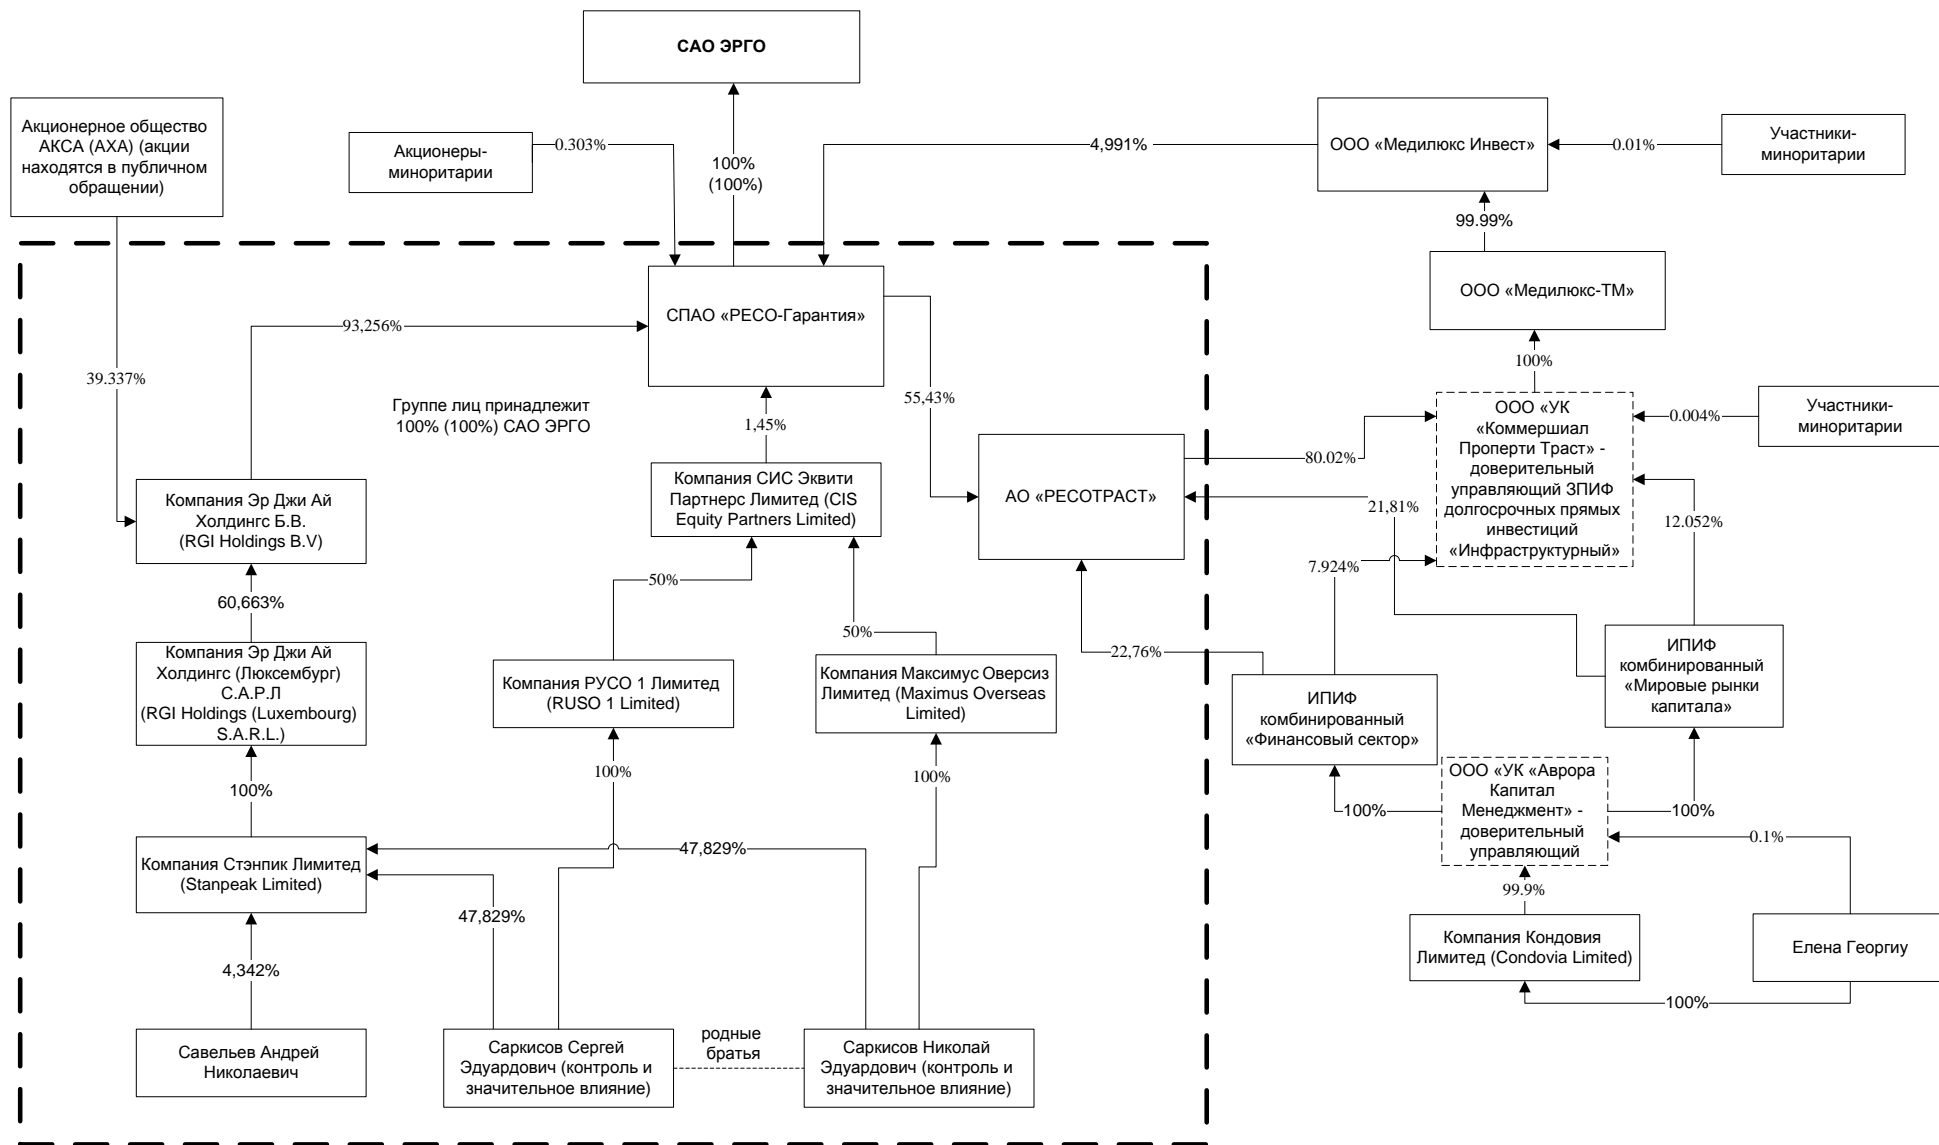 САО ЭРГО
Акционерное общество
АКСА (AXA) (акции
находятся в публичном
обращении)
Акционеры-
миноритарии
0.303%
100%
(100%)
4,991%
ООО «Медилюкс Инвест»
0.01%
Участники-
миноритарии
99.99%
ООО «Медилюкс-ТМ»
СПАО «РЕСО-Гарантия»
93,256%
39.337%
100%
55,43%
Группе лиц принадлежит
100% (100%) САО ЭРГО
1,45%
ООО «УК
«Коммершиал
Проперти Траст» -
доверительный
управляющий ЗПИФ
долгосрочных прямых
инвестиций
«Инфраструктурный»
0.004%
Участники-
миноритарии
80.02%
Компания Эр Джи Ай
Холдингс Б.В.
(RGI Holdings B.V)
Компания СИС Эквити
Партнерс Лимитед (CIS
Equity Partners Limited)
АО «РЕСОТРАСТ»
21,81%
12.052%
7.924%
50%
60,663%
50%
22,76%
Компания Эр Джи Ай
Холдингс (Люксембург)
С.А.Р.Л
(RGI Holdings (Luxembourg)
S.A.R.L.)
Компания РУСО 1 Лимитед
(RUSO 1 Limited)
Компания Максимус Оверсиз
Лимитед (Maximus Overseas
Limited)
ИПИФ
комбинированный
«Финансовый сектор»
ИПИФ
комбинированный
«Мировые рынки
капитала»
100%
100%
100%
ООО «УК «Аврора
Капитал
Менеджмент» -
доверительный
управляющий
100%
100%
0.1%
Компания Стэнпик Лимитед
(Stanpeak Limited)
47,829%
47,829%
99.9%
Компания Кондовия
Лимитед (Condovia Limited)
Елена Георгиу
4,342%
100%
Савельев Андрей
Николаевич
Саркисов Сергей
Эдуардович (контроль и
значительное влияние)
родные
братья
Саркисов Николай
Эдуардович (контроль и
значительное влияние)